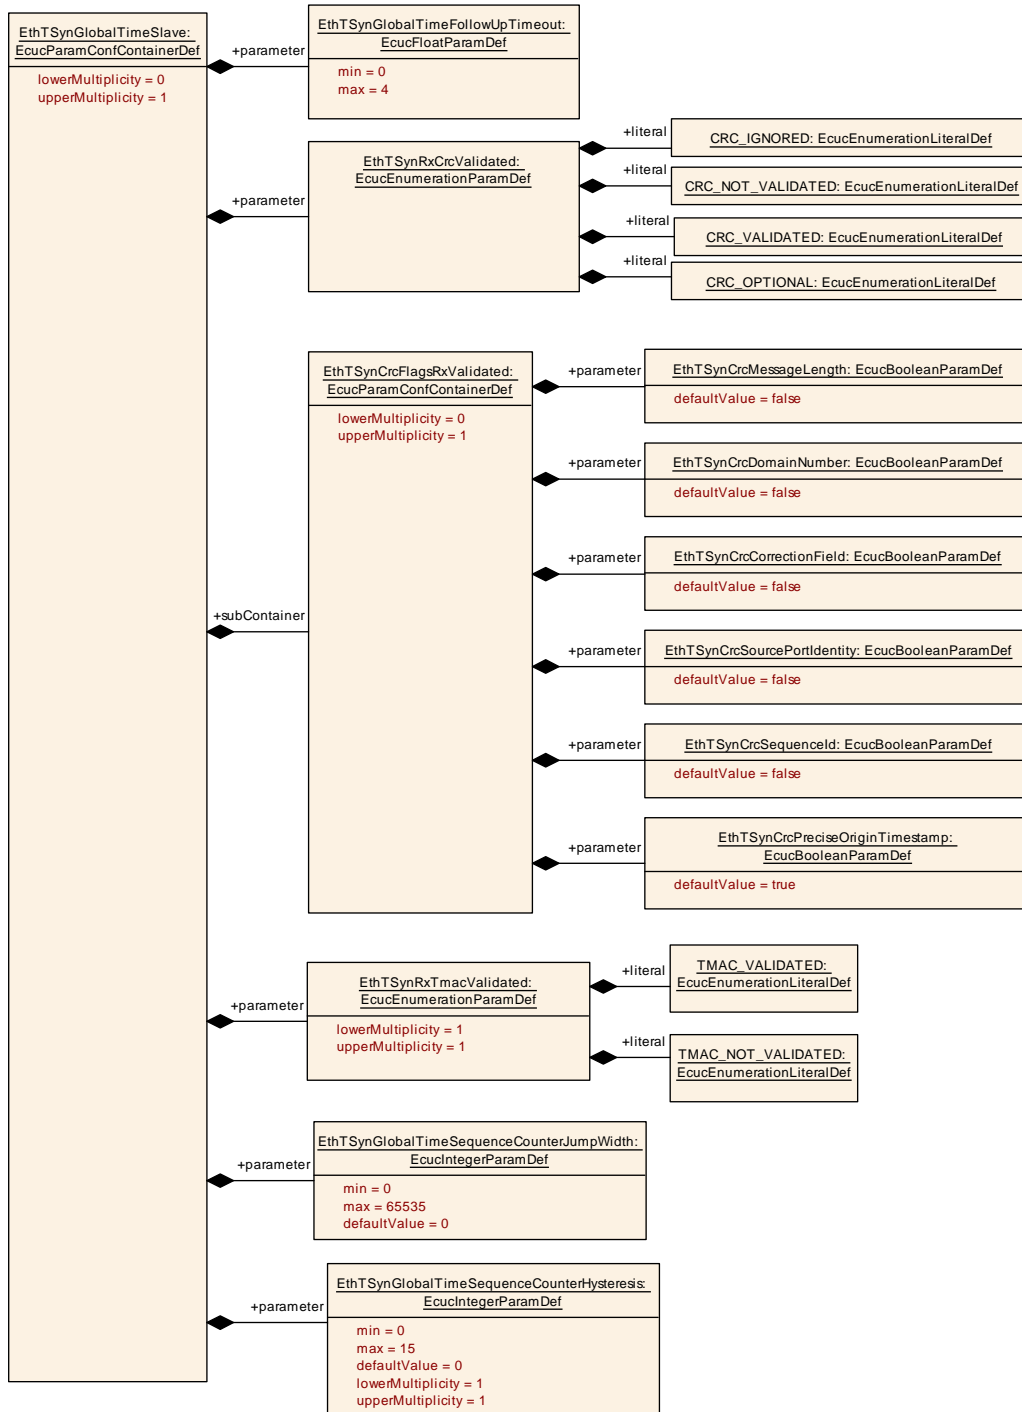 EthTSynGlobalTimeSlave:
EcucParamConfContainerDef
lowerMultiplicity = 0
upperMultiplicity = 1
+parameter
EthTSynGlobalTimeFollowUpTimeout:
EcucFloatParamDef
min = 0
max = 4
+parameter
EthTSynRxCrcValidated:
EcucEnumerationParamDef
+literal
CRC_IGNORED: EcucEnumerationLiteralDef
+literal
CRC_NOT_VALIDATED: EcucEnumerationLiteralDef
+literal
CRC_VALIDATED: EcucEnumerationLiteralDef
+literal
CRC_OPTIONAL: EcucEnumerationLiteralDef
+subContainer
EthTSynCrcFlagsRxValidated:
EcucParamConfContainerDef
lowerMultiplicity = 0
upperMultiplicity = 1
+parameter
EthTSynCrcMessageLength: EcucBooleanParamDef
defaultValue = false
+parameter
EthTSynCrcDomainNumber: EcucBooleanParamDef
defaultValue = false
+parameter
EthTSynCrcCorrectionField: EcucBooleanParamDef
defaultValue = false
+parameter
EthTSynCrcSourcePortIdentity: EcucBooleanParamDef
defaultValue = false
+parameter
EthTSynCrcSequenceId: EcucBooleanParamDef
defaultValue = false
+parameter
EthTSynCrcPreciseOriginTimestamp:
EcucBooleanParamDef
defaultValue = true
+parameter
EthTSynRxTmacValidated:
EcucEnumerationParamDef
lowerMultiplicity = 1
upperMultiplicity = 1
+literal
TMAC_VALIDATED:
EcucEnumerationLiteralDef
+literal
TMAC_NOT_VALIDATED:
EcucEnumerationLiteralDef
+parameter
EthTSynGlobalTimeSequenceCounterJumpWidth:
EcucIntegerParamDef
min = 0
max = 65535
defaultValue = 0
+parameter
EthTSynGlobalTimeSequenceCounterHysteresis:
EcucIntegerParamDef
min = 0
max = 15
defaultValue = 0
lowerMultiplicity = 1
upperMultiplicity = 1